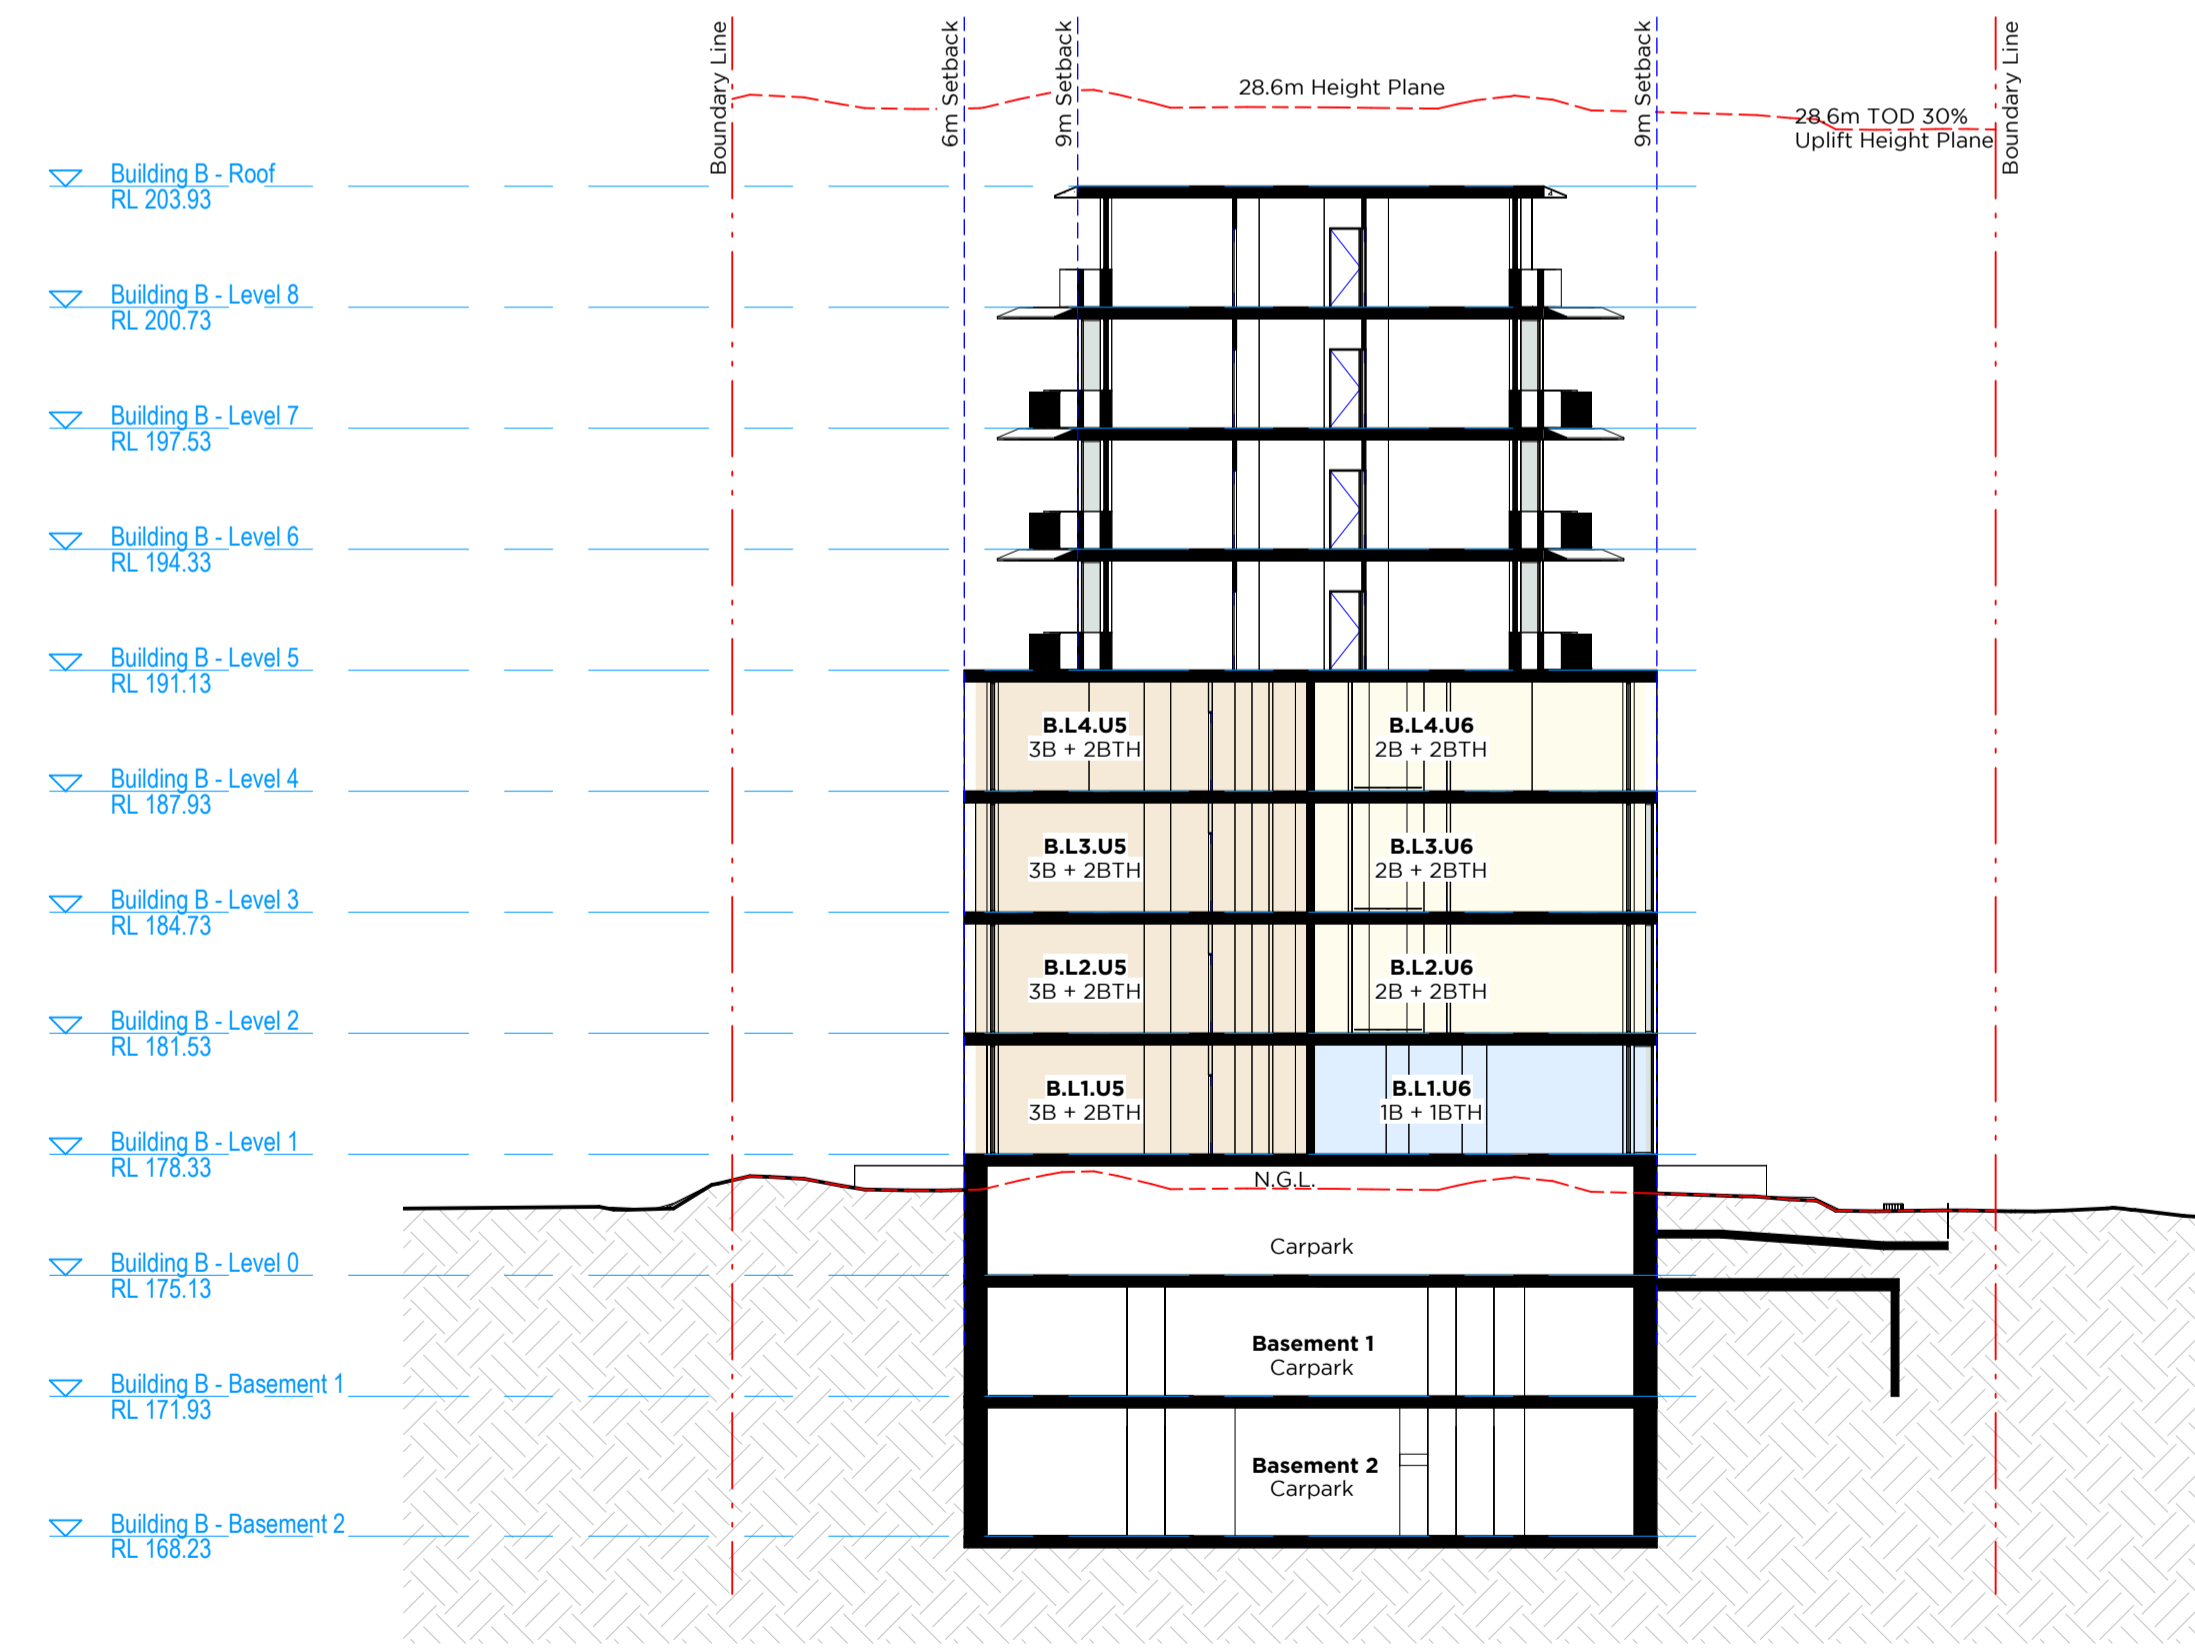 Boundary Line
6m Setback
9m Setback
28.6m Height Plane
9m Setback
28.6m TOD 30%
Uplift Height Plane
Boundary Line
Building B - Roof
RL 203.93
Building B - Level 8
RL 200.73
Building B - Level 7
RL 197.53
Building B - Level 6
RL 194.33
Building B - Level 5
RL 191.13
B.L4.U5
3B + 2BTH
B.L4.U6
2B + 2BTH
Building B - Level 4
RL 187.93
B.L3.U5
3B + 2BTH
B.L3.U6
2B + 2BTH
Building B - Level 3
RL 184.73
B.L2.U5
3B + 2BTH
B.L2.U6
2B + 2BTH
Building B - Level 2
RL 181.53
B.L1.U5
3B + 2BTH
B.L1.U6
1B + 1BTH
Building B - Level 1
RL 178.33
N.G.L.
Carpark
Building B - Level 0
RL 175.13
Basement 1
Carpark
Building B - Basement 1
RL 171.93
Basement 2
Carpark
Building B - Basement 2
RL 168.23